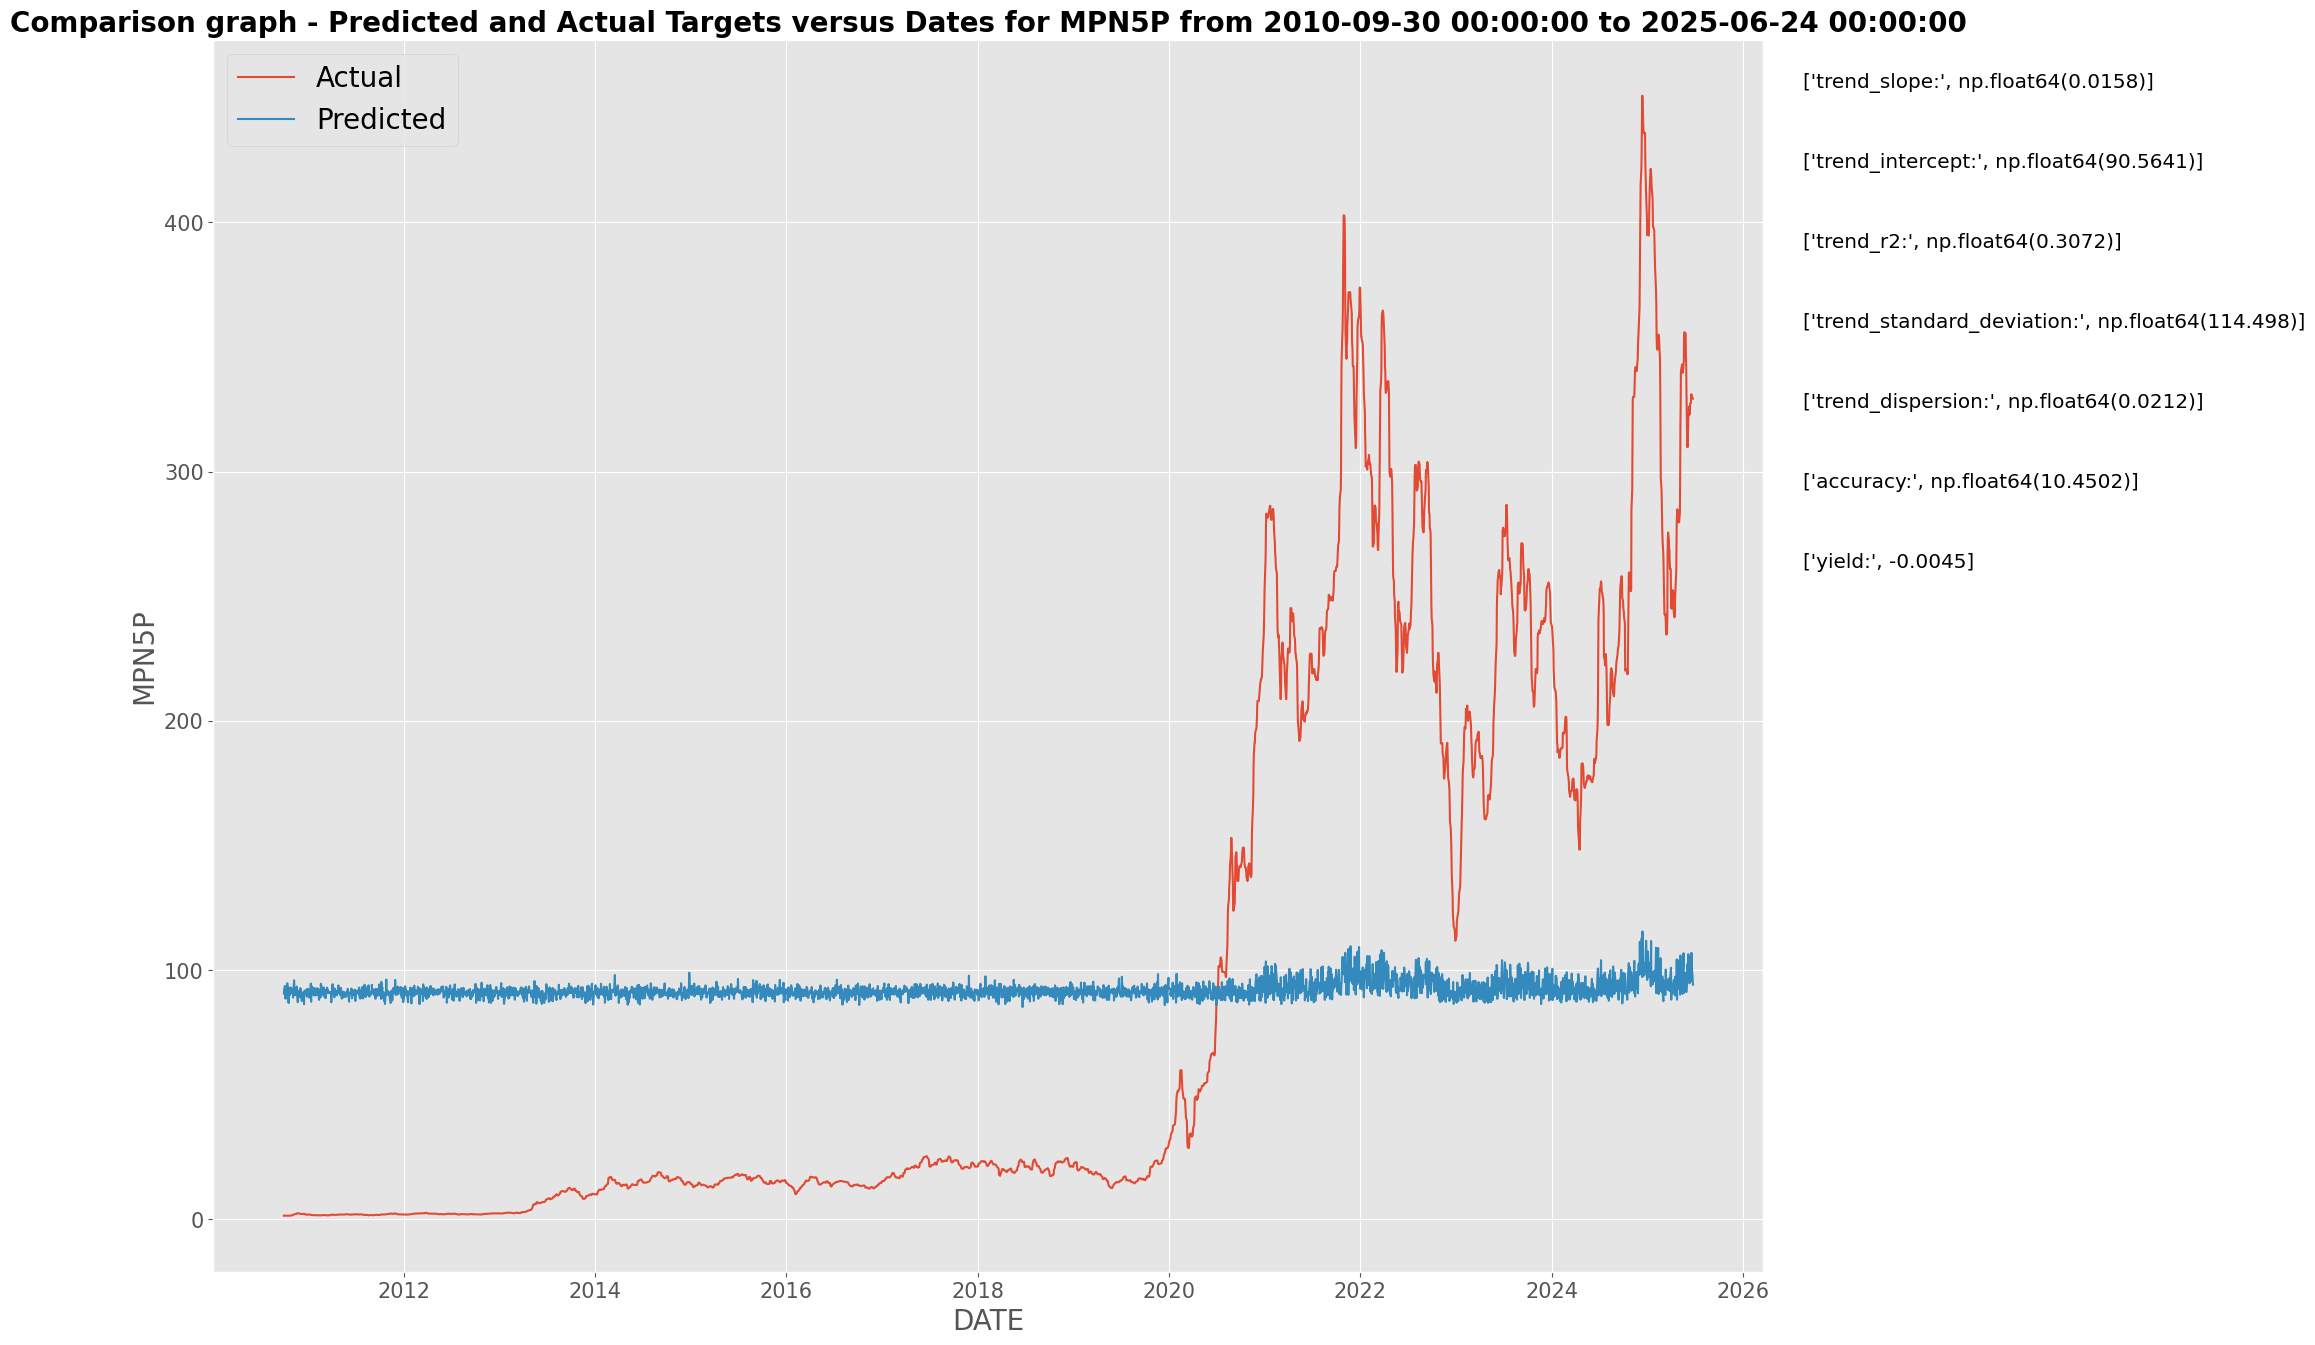 Comparison graph - Predicted and Actual Targets versus Dates for MPN5P from 2010-09-30 00:00:00 to 2025-06-24 00:00:00
Actual
Predicted
['trend_slope:', np.float64(0.0158)]
['trend_intercept:', np.float64(90.5641)]
['trend_r2:', np.float64(0.3072)]
['trend_standard_deviation:', np.float64(114.498)]
['trend_dispersion:', np.float64(0.0212)]
['accuracy:', np.float64(10.4502)]
['yield:', -0.0045]
MPN5P
400
300
200
100
0
2012 2014 2016 2018 2020 2022 2024 2026
DATE